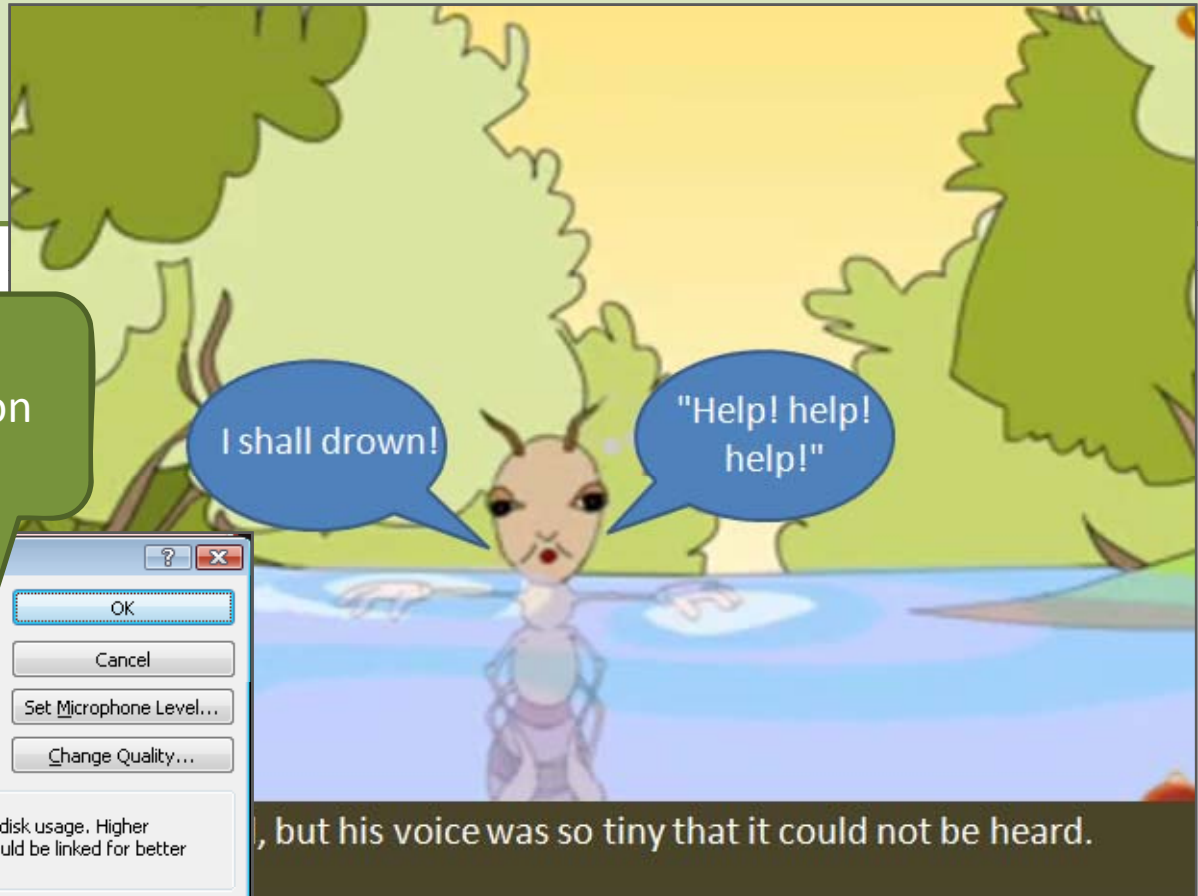 on
I shall drown!
"Help! help!
help!"
?
X
OK
Cancel
Set Microphone Level...
Change Quality...
disk usage. Higher
uld be linked for better
, but his voice was so tiny that it could not be heard.